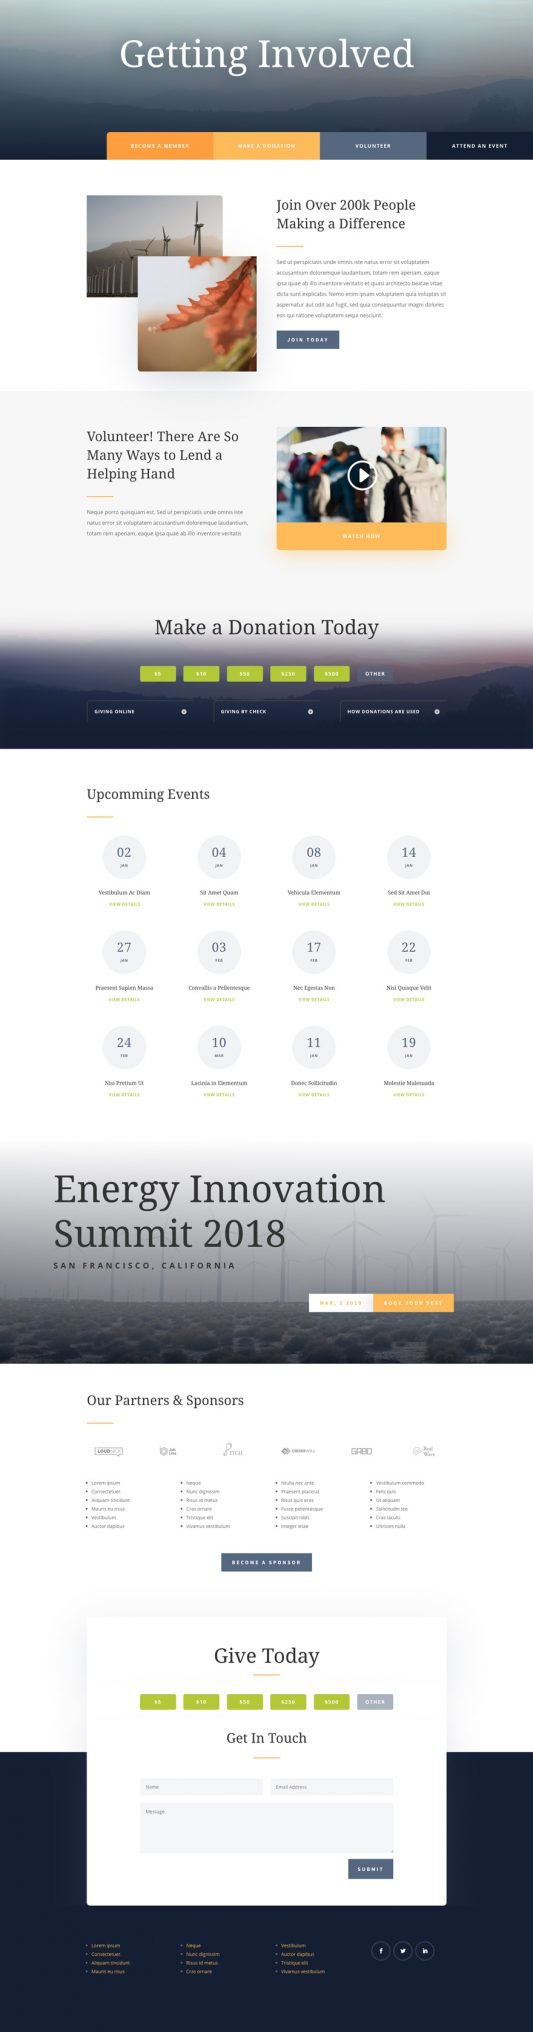 Getting Involved
BECOME A MEMBER
MAKE A DONATION
VOLUNTEER
ATTEND AN EVENT
Join Over 200k People
Making a Difference
Sed ut perspiciatis unde omnis iste natus error sit voluptatem
accusantium doloremque laudantium, totam rem aperiam, eaque
ipsa quae ab illo inventore veritatis et quasi architecto beatae vitae
dicta sunt explicabo. Nemo enim ipsam voluptatem quia voluptas sit
aspernatur aut odit aut fugit, sed quia consequuntur magni dolores
eos qui ratione voluptatem sequi nesciunt.
JOIN TODAY
Volunteer! There Are So
Many Ways to Lend a
Helping Hand
Neque porro quisquam est. Sed ut perspiciatis unde omnis iste
natus error sit voluptatem accusantium doloremque laudantium,
totam rem aperiam, eaque ipsa quae ab illo inventore veritatis
WATCH NOW
Make a Donation Today
$5
$10
$50
$250
$500
OTHER
GIVING ONLINE
GIVING BY CHECK
HOW DONATIONS ARE USED
Upcomming Events
02
04
08
14
JAN
JAN
JAN
JAN
Vestibulum Ac Diam
Sit Amet Quam
Vehicula Elementum
Sed Sit Amet Dui
VIEW DETAILS
VIEW DETAILS
VIEW DETAILS
VIEW DETAILS
27
03
17
22
JAN
FEB
FEB
FEB
Praesent Sapien Massa
Convallis a Pellentesque
Nec Egestas Non
Nisi Quisque Velit
VIEW DETAILS
VIEW DETAILS
VIEW DETAILS
VIEW DETAILS
24
10
11
19
FEB
MAR
JAN
JAN
Nisi Pretium Ut
Lacinia in Elementum
Donec Sollicitudin
Molestie Malesuada
VIEW DETAILS
VIEW DETAILS
VIEW DETAILS
VIEW DETAILS
Energy Innovation
Summit 2018
SAN FRANCISCO, CALIFORNIA
MAR, 3 2019
BOOK YOUR SEAT
Our Partners & Sponsors
Lorem ipsum
Consectetuer.
Aliquam tincidunt
Mauris eu risus
Vestibulum
Auctor dapibus
Neque
Nunc dignissim
Risus id metus
Cras ornare
Tristique elit
Vivamus vestibulum
Ntulla nec ante
Praesent placerat
Risus quis eros
Fusce pellentesque
Suscipit nibh.
Integer vitae
Vestibulum commodo
Felis quis
Ut aliquam
Sollicitudin leo
Cras iaculis
Ultricies nulla
BECOME A SPONSOR
Give Today
$5
$10
$50
$250
$500
OTHER
Get In Touch
Name
Email Address
Message
SUBMIT
Lorem ipsum
Consectetuer.
Aliquam tincidunt
Mauris eu risus
Neque
Nunc dignissim
Risus id metus
Cras ornare
Vestibulum
Auctor dapibus
Tristique elit
Vivamus vestibulum